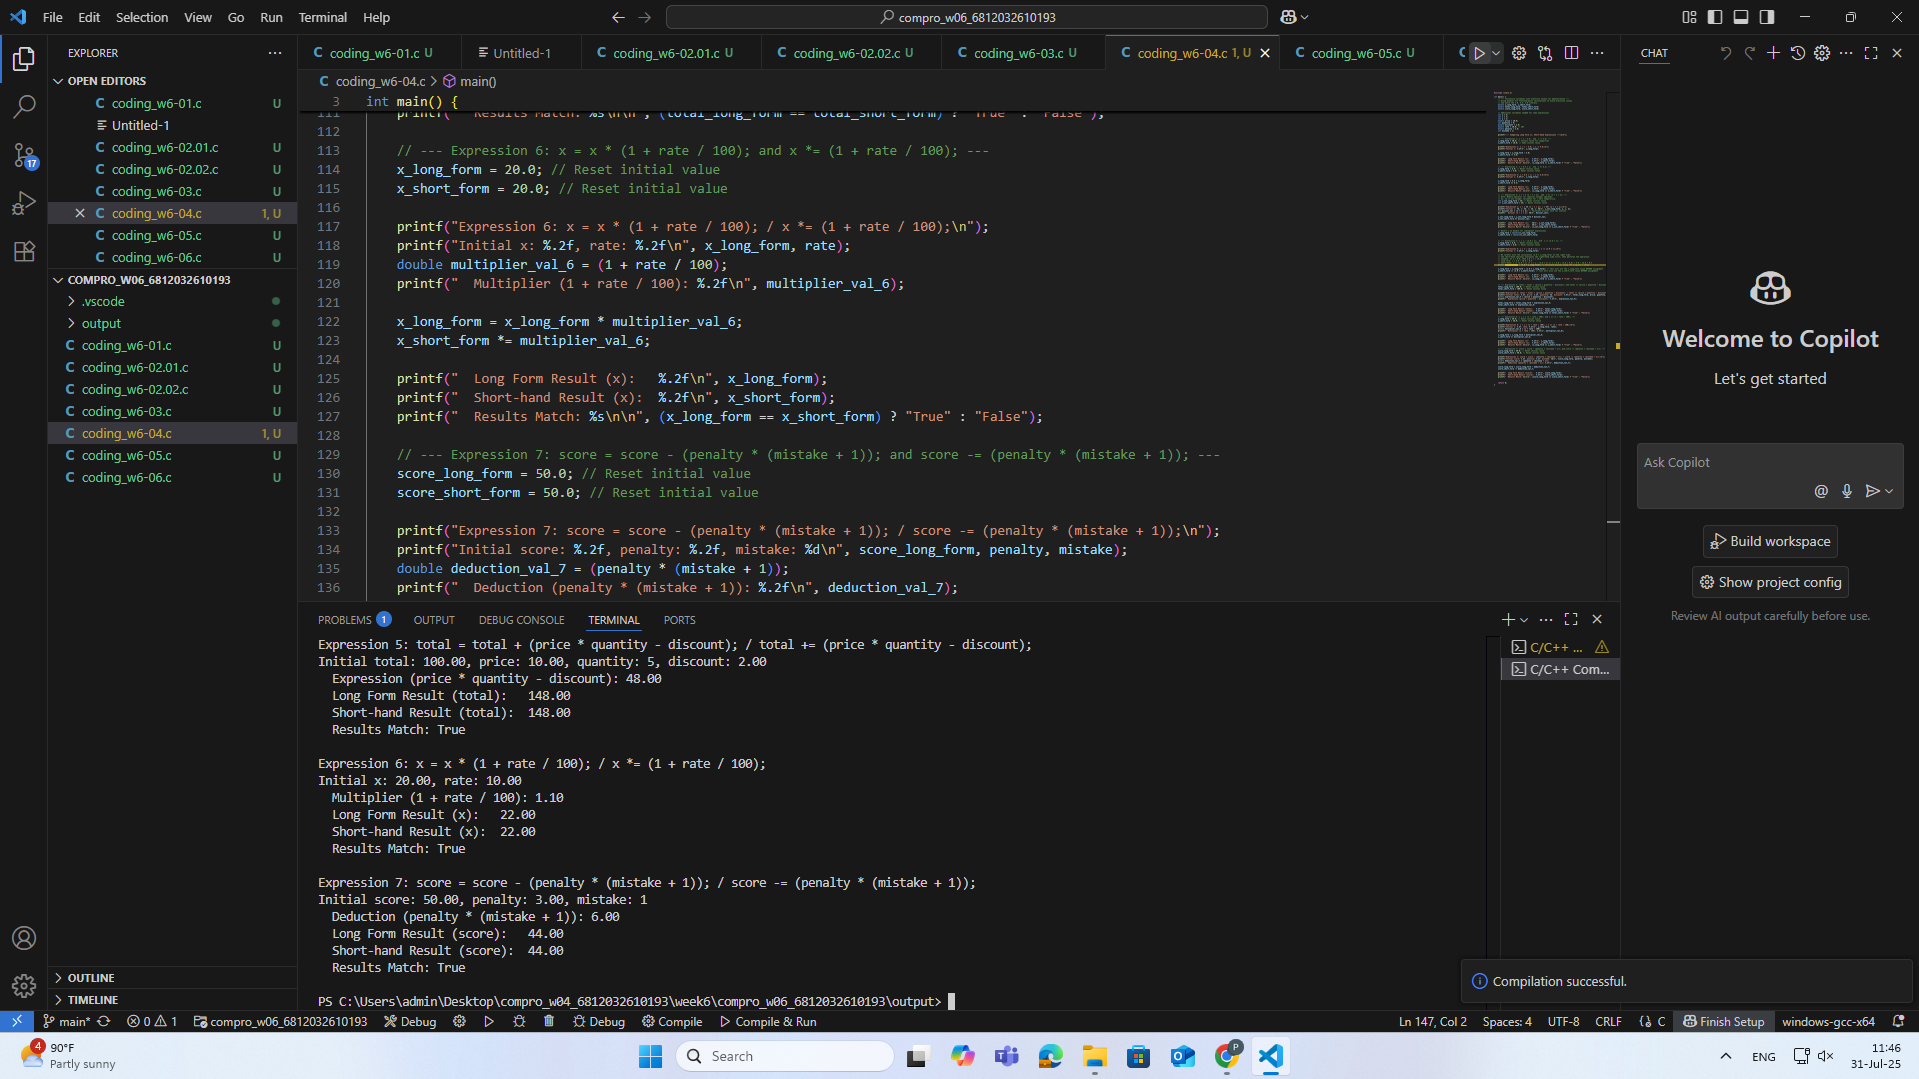 File Edit Selection View Go Run Terminal Help
compro_w06_6812032610193
EXPLORER
OPEN EDITORS
coding_w6-01.c U
Untitled-1
coding_w6-02.01.c U
coding_w6-02.02.c U
coding_w6-03.c U
coding_w6-04.c 1, U
coding_w6-05.c U
coding_w6-06.c U
COMPRO_W06_6812032610193
.vscode
output
coding_w6-01.c U
coding_w6-02.01.c U
coding_w6-02.02.c U
coding_w6-03.c U
coding_w6-04.c 1, U
coding_w6-05.c U
coding_w6-06.c U
17
OUTLINE
TIMELINE
coding_w6-01.c U Untitled-1 coding_w6-02.01.c U coding_w6-02.02.c U coding_w6-03.c U coding_w6-04.c 1, U coding_w6-05.c U
coding_w6-04.c > main()
3 int main() {
111 printf("  Results Match: %s\n\n", (total_long_form == total_short_form) ? "True" : "False");
112
113 // --- Expression 6: x = x * (1 + rate / 100); and x *= (1 + rate / 100); ---
114 x_long_form = 20.0; // Reset initial value
115 x_short_form = 20.0; // Reset initial value
116
117 printf("Expression 6: x = x * (1 + rate / 100); / x *= (1 + rate / 100);\n");
118 printf("Initial x: %.2f, rate: %.2f\n", x_long_form, rate);
119 double multiplier_val_6 = (1 + rate / 100);
120 printf("  Multiplier (1 + rate / 100): %.2f\n", multiplier_val_6);
121
122 x_long_form = x_long_form * multiplier_val_6;
123 x_short_form *= multiplier_val_6;
124
125 printf("  Long Form Result (x):   %.2f\n", x_long_form);
126 printf("  Short-hand Result (x):  %.2f\n", x_short_form);
127 printf("  Results Match: %s\n\n", (x_long_form == x_short_form) ? "True" : "False");
128
129 // --- Expression 7: score = score - (penalty * (mistake + 1)); and score -= (penalty * (mistake + 1)); ---
130 score_long_form = 50.0; // Reset initial value
131 score_short_form = 50.0; // Reset initial value
132
133 printf("Expression 7: score = score - (penalty * (mistake + 1)); / score -= (penalty * (mistake + 1));\n");
134 printf("Initial score: %.2f, penalty: %.2f, mistake: %d\n", score_long_form, penalty, mistake);
135 double deduction_val_7 = (penalty * (mistake + 1));
136 printf("  Deduction (penalty * (mistake + 1)): %.2f\n", deduction_val_7);
PROBLEMS 1 OUTPUT DEBUG CONSOLE TERMINAL PORTS
Expression 5: total = total + (price * quantity - discount); / total += (price * quantity - discount);
Initial total: 100.00, price: 10.00, quantity: 5, discount: 2.00
Expression (price * quantity - discount): 48.00
Long Form Result (total):   148.00
Short-hand Result (total):  148.00
Results Match: True
Expression 6: x = x * (1 + rate / 100); / x *= (1 + rate / 100);
Initial x: 20.00, rate: 10.00
Multiplier (1 + rate / 100): 1.10
Long Form Result (x):   22.00
Short-hand Result (x):  22.00
Results Match: True
Expression 7: score = score - (penalty * (mistake + 1)); / score -= (penalty * (mistake + 1));
Initial score: 50.00, penalty: 3.00, mistake: 1
Deduction (penalty * (mistake + 1)): 6.00
Long Form Result (score):   44.00
Short-hand Result (score):  44.00
Results Match: True
PS C:\Users\admin\Desktop\compro_w04_6812032610193\week6\compro_w06_6812032610193\output>
C/C++ ...
C/C++ Com...
CHAT
Welcome to Copilot
Let's get started
Ask Copilot
Build workspace
Show project config
Review AI output carefully before use.
Compilation successful.
main* 0 1 compro_w06_6812032610193 Debug Debug Compile Compile & Run
Ln 147, Col 2 Spaces: 4 UTF-8 CRLF {} C Finish Setup windows-gcc-x64
4
90°F
Partly sunny
Search
P
ENG
11:46
31-Jul-25